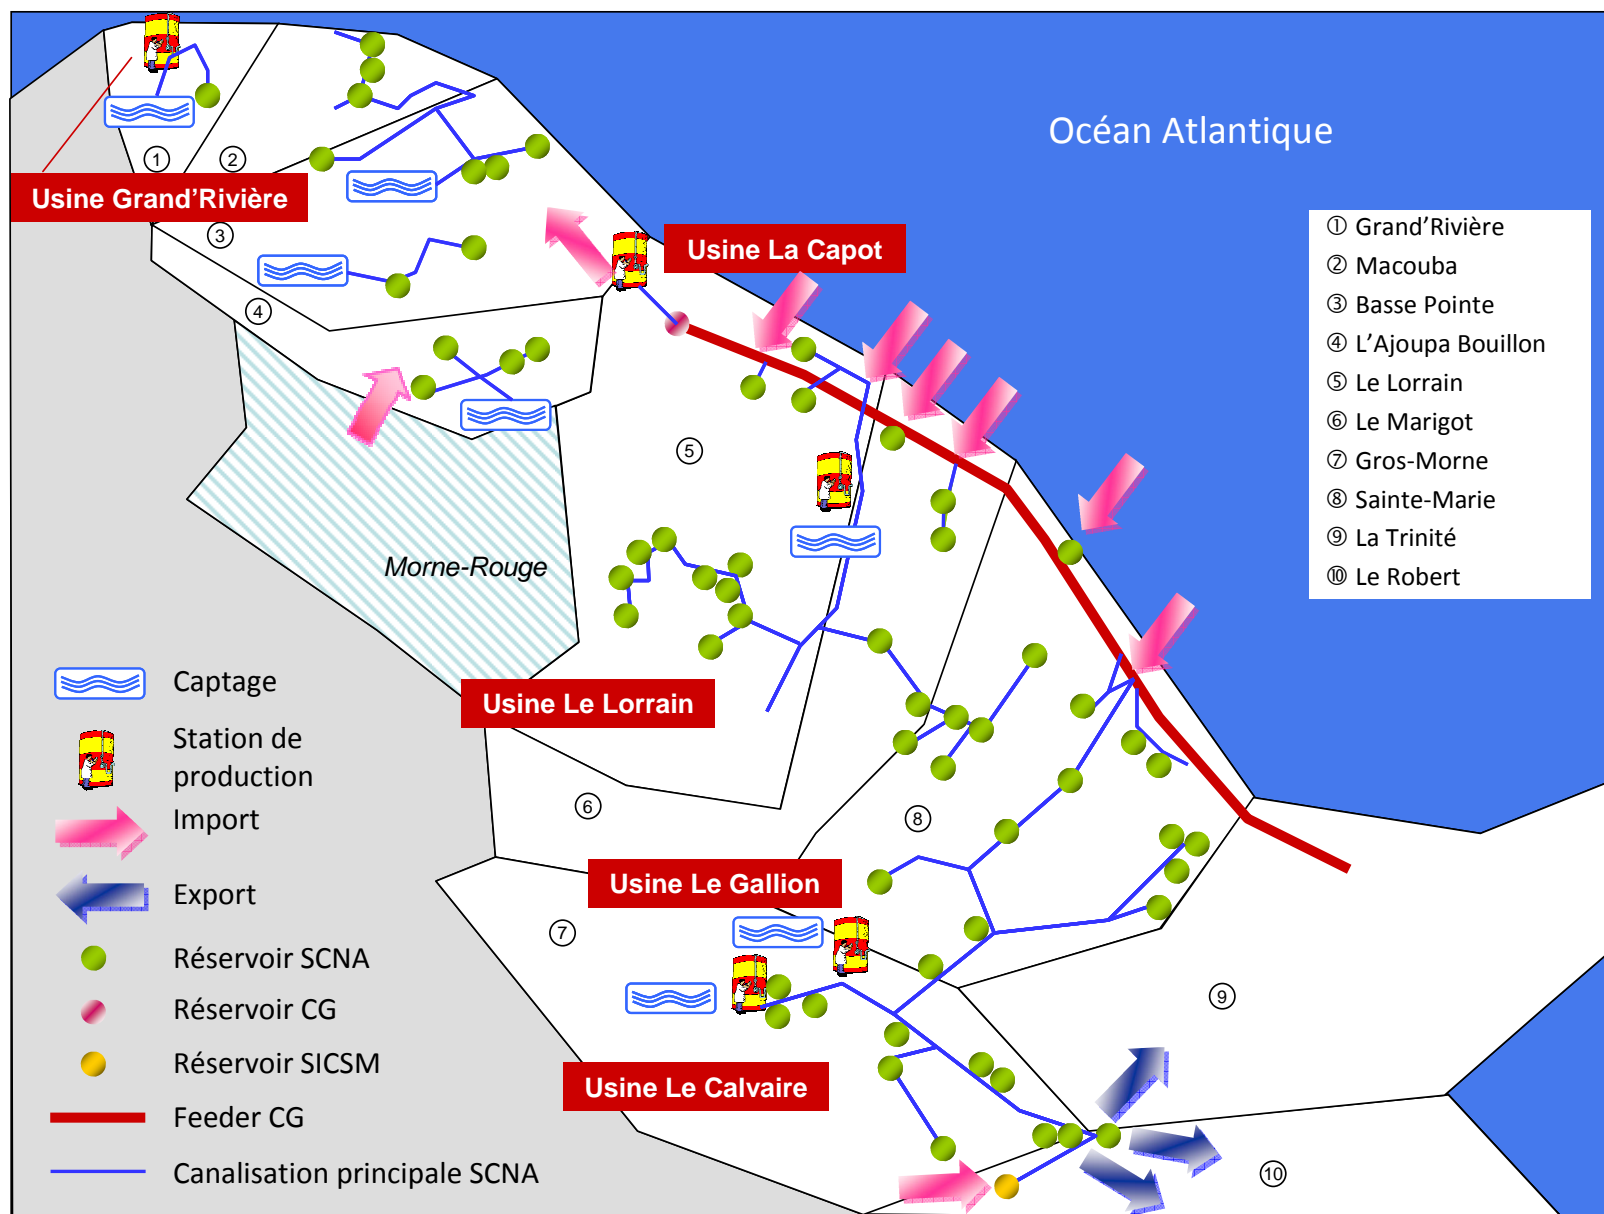 Océan Atlantique
①
②
Usine Grand'Rivière
③
④
Usine La Capot
① Grand'Rivière
② Macouba
③ Basse Pointe
④ L'Ajoupa Bouillon
⑤ Le Lorrain
⑥ Le Marigot
⑦ Gros-Morne
⑧ Sainte-Marie
⑨ La Trinité
⑩ Le Robert
⑤
Morne-Rouge
Usine Le Lorrain
⑥
⑧
Usine Le Gallion
⑦
⑨
Usine Le Calvaire
⑩
Captage
Station de
production
Import
Export
Réservoir SCNA
Réservoir CG
Réservoir SICSM
Feeder CG
Canalisation principale SCNA